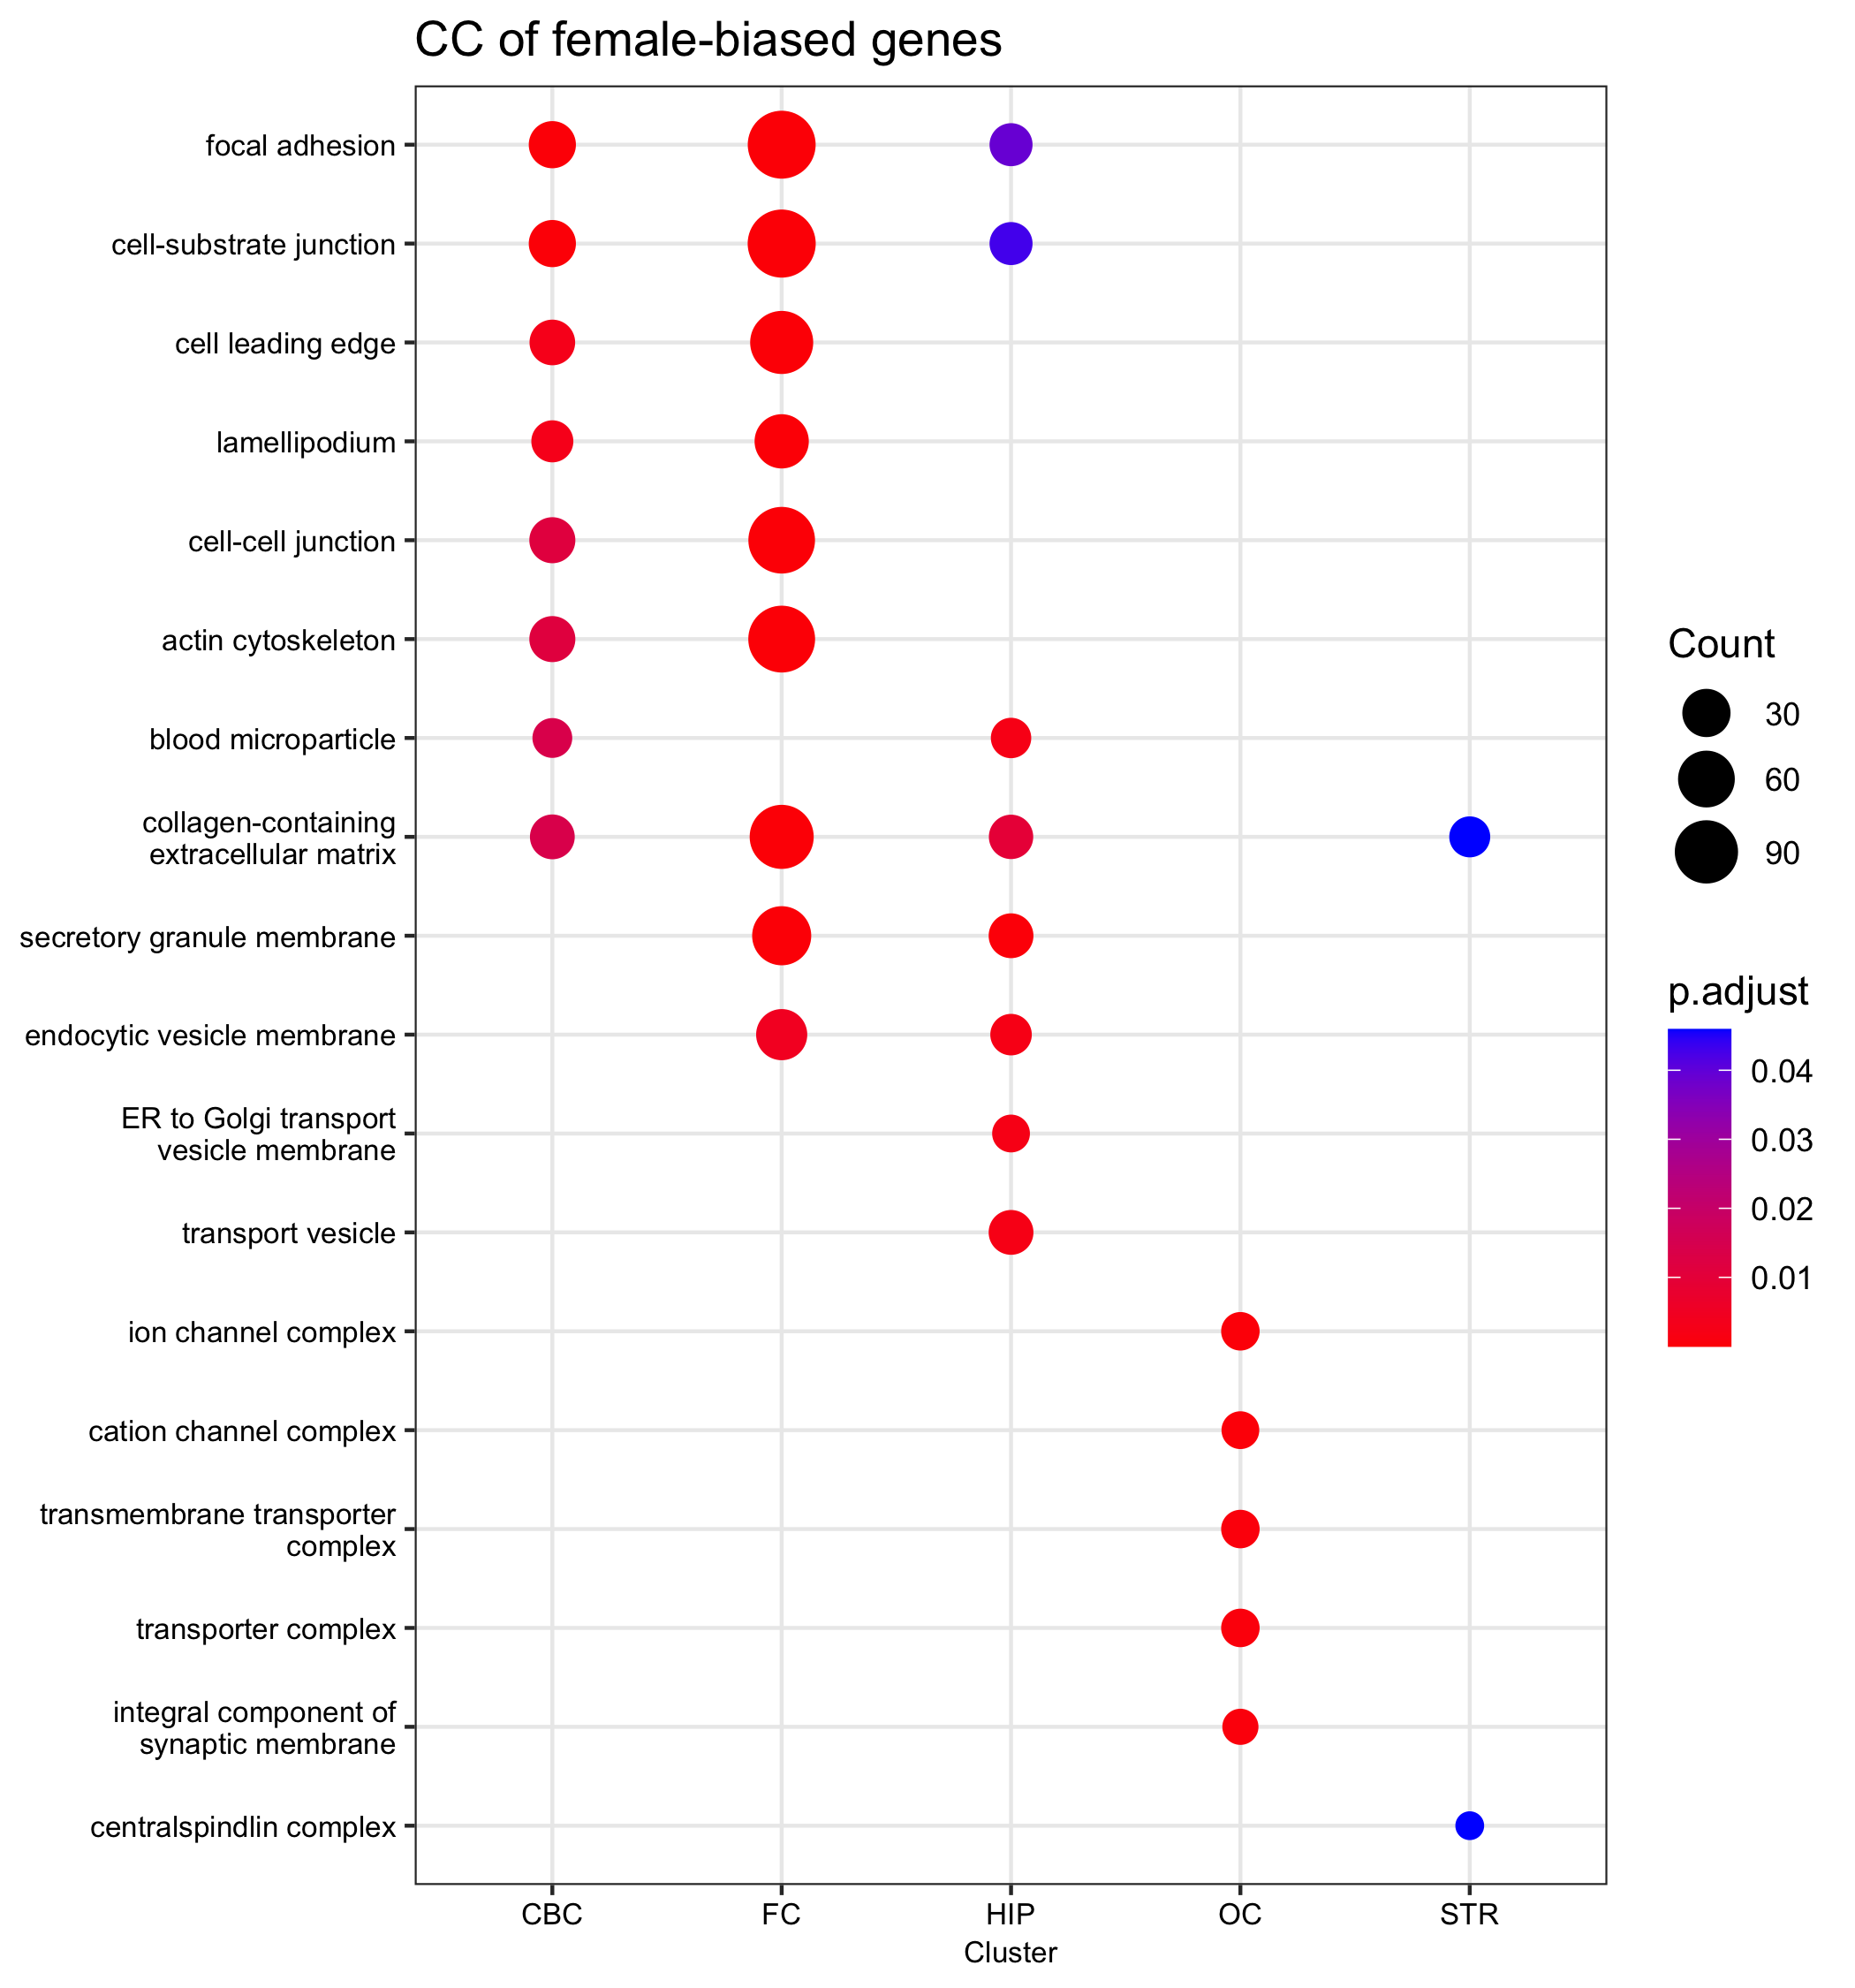 CC of female-biased genes
focal adhesion
cell-substrate junction
cell leading edge
lamellipodium
cell-cell junction
actin cytoskeleton
blood microparticle
collagen-containing
extracellular matrix
secretory granule membrane
endocytic vesicle membrane
ER to Golgi transport
vesicle membrane
transport vesicle
ion channel complex
cation channel complex
transmembrane transporter
complex
transporter complex
integral component of
synaptic membrane
centralspindlin complex
CBC
FC
HIP
OC
STR
Cluster
Count
30
60
90
p.adjust
0.04
0.03
0.02
0.01